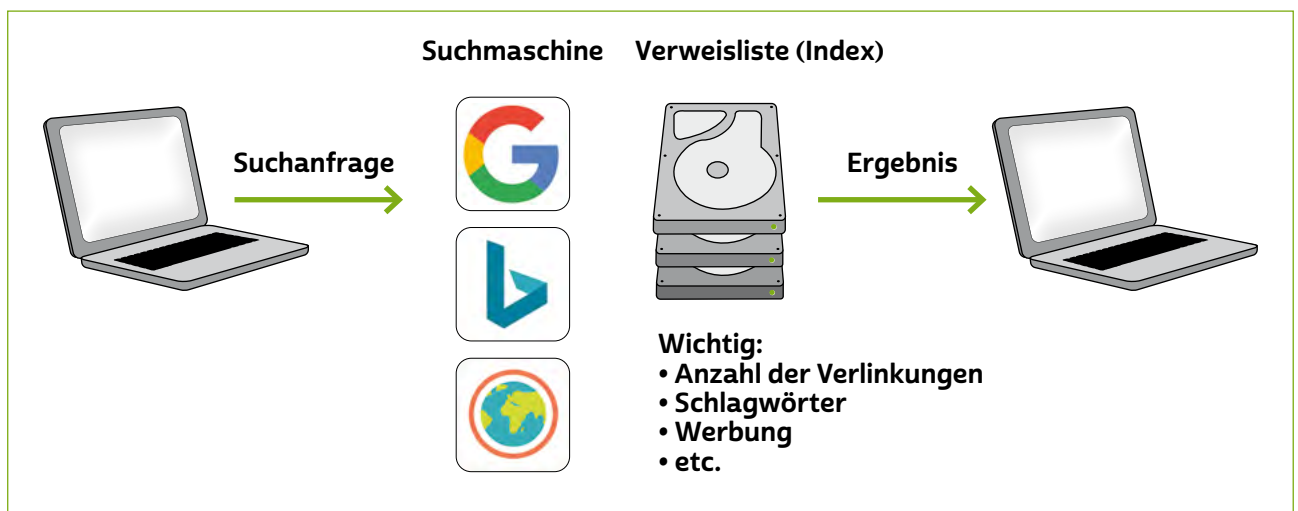 Suchmaschine
Verweisliste (Index)
Suchanfrage
Ergebnis
Wichtig:
• Anzahl der Verlinkungen
• Schlagwörter
• Werbung
• etc.